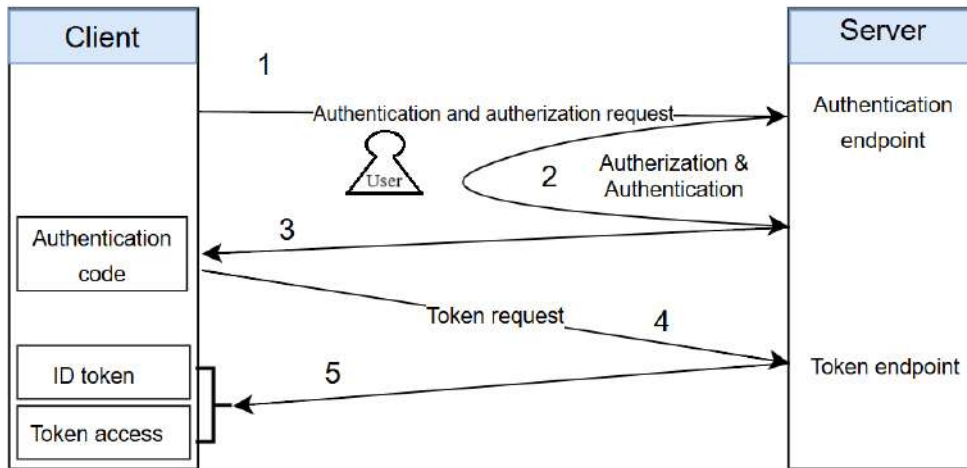 Client
Server
1
Authentication and autherization request
Authentication
endpoint
User
2
Autherization &
Authentication
3
Authentication
code
Token request
4
Token endpoint
ID token
5
Token access